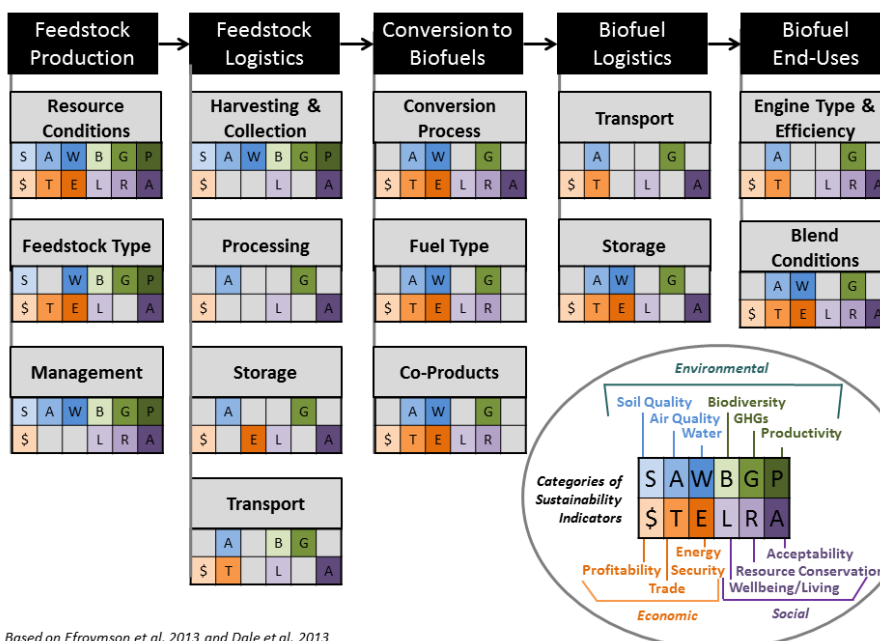 Feedstock
Production
Feedstock
Logistics
Conversion to
Biofuels
Biofuel
Logistics
Biofuel
End-Uses
Resource
Conditions
S A W B G P
$ T E L R A
Feedstock Type
S W B G P
$ T E L A
Management
S A W B G P
$ L R A
Harvesting &
Collection
S A W B G P
$ L A
Processing
A G
$ L A
Storage
A G
E L A
Transport
A B G
$ T L A
Conversion
Process
A W G
$ T E L R A
Fuel Type
A W G
$ T E L R
Co-Products
A W G
$ T E L R
Transport
A G
$ T L A
Storage
A W G
$ T E L A
Engine Type &
Efficiency
A G
$ T L R A
Blend
Conditions
A W G
$ T E L R A
Environmental
Soil Quality Biodiversity
Air Quality GHGs
Water Productivity
Categories of
Sustainability
Indicators
S A W B G P
$ T E L R A
Energy Acceptability
Profitability Security Resource Conservation
Trade Wellbeing/Living
Economic Social
Based on Efroymson et al. 2013 and Dale et al. 2013